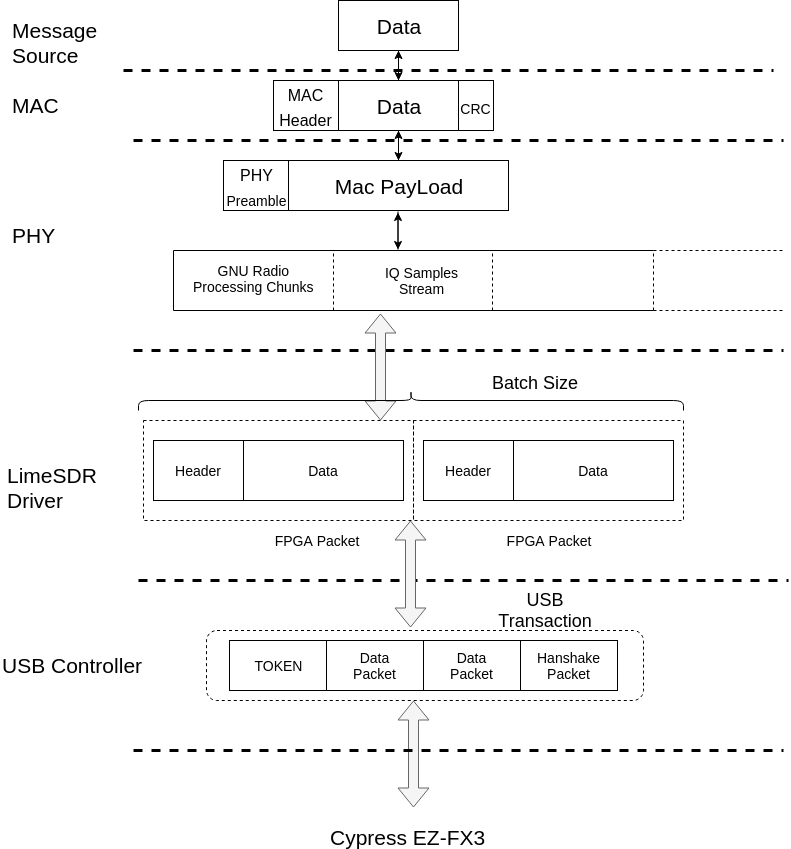 Message
Source
Data
MAC
MAC
Header
Data
CRC
PHY
Preamble
Mac PayLoad
PHY
GNU Radio
Processing Chunks
IQ Samples
Stream
Batch Size
LimeSDR
Driver
Header
Data
Header
Data
FPGA Packet
FPGA Packet
USB
Transaction
USB Controller
TOKEN
Data
Packet
Data
Packet
Hanshake
Packet
Cypress EZ-FX3